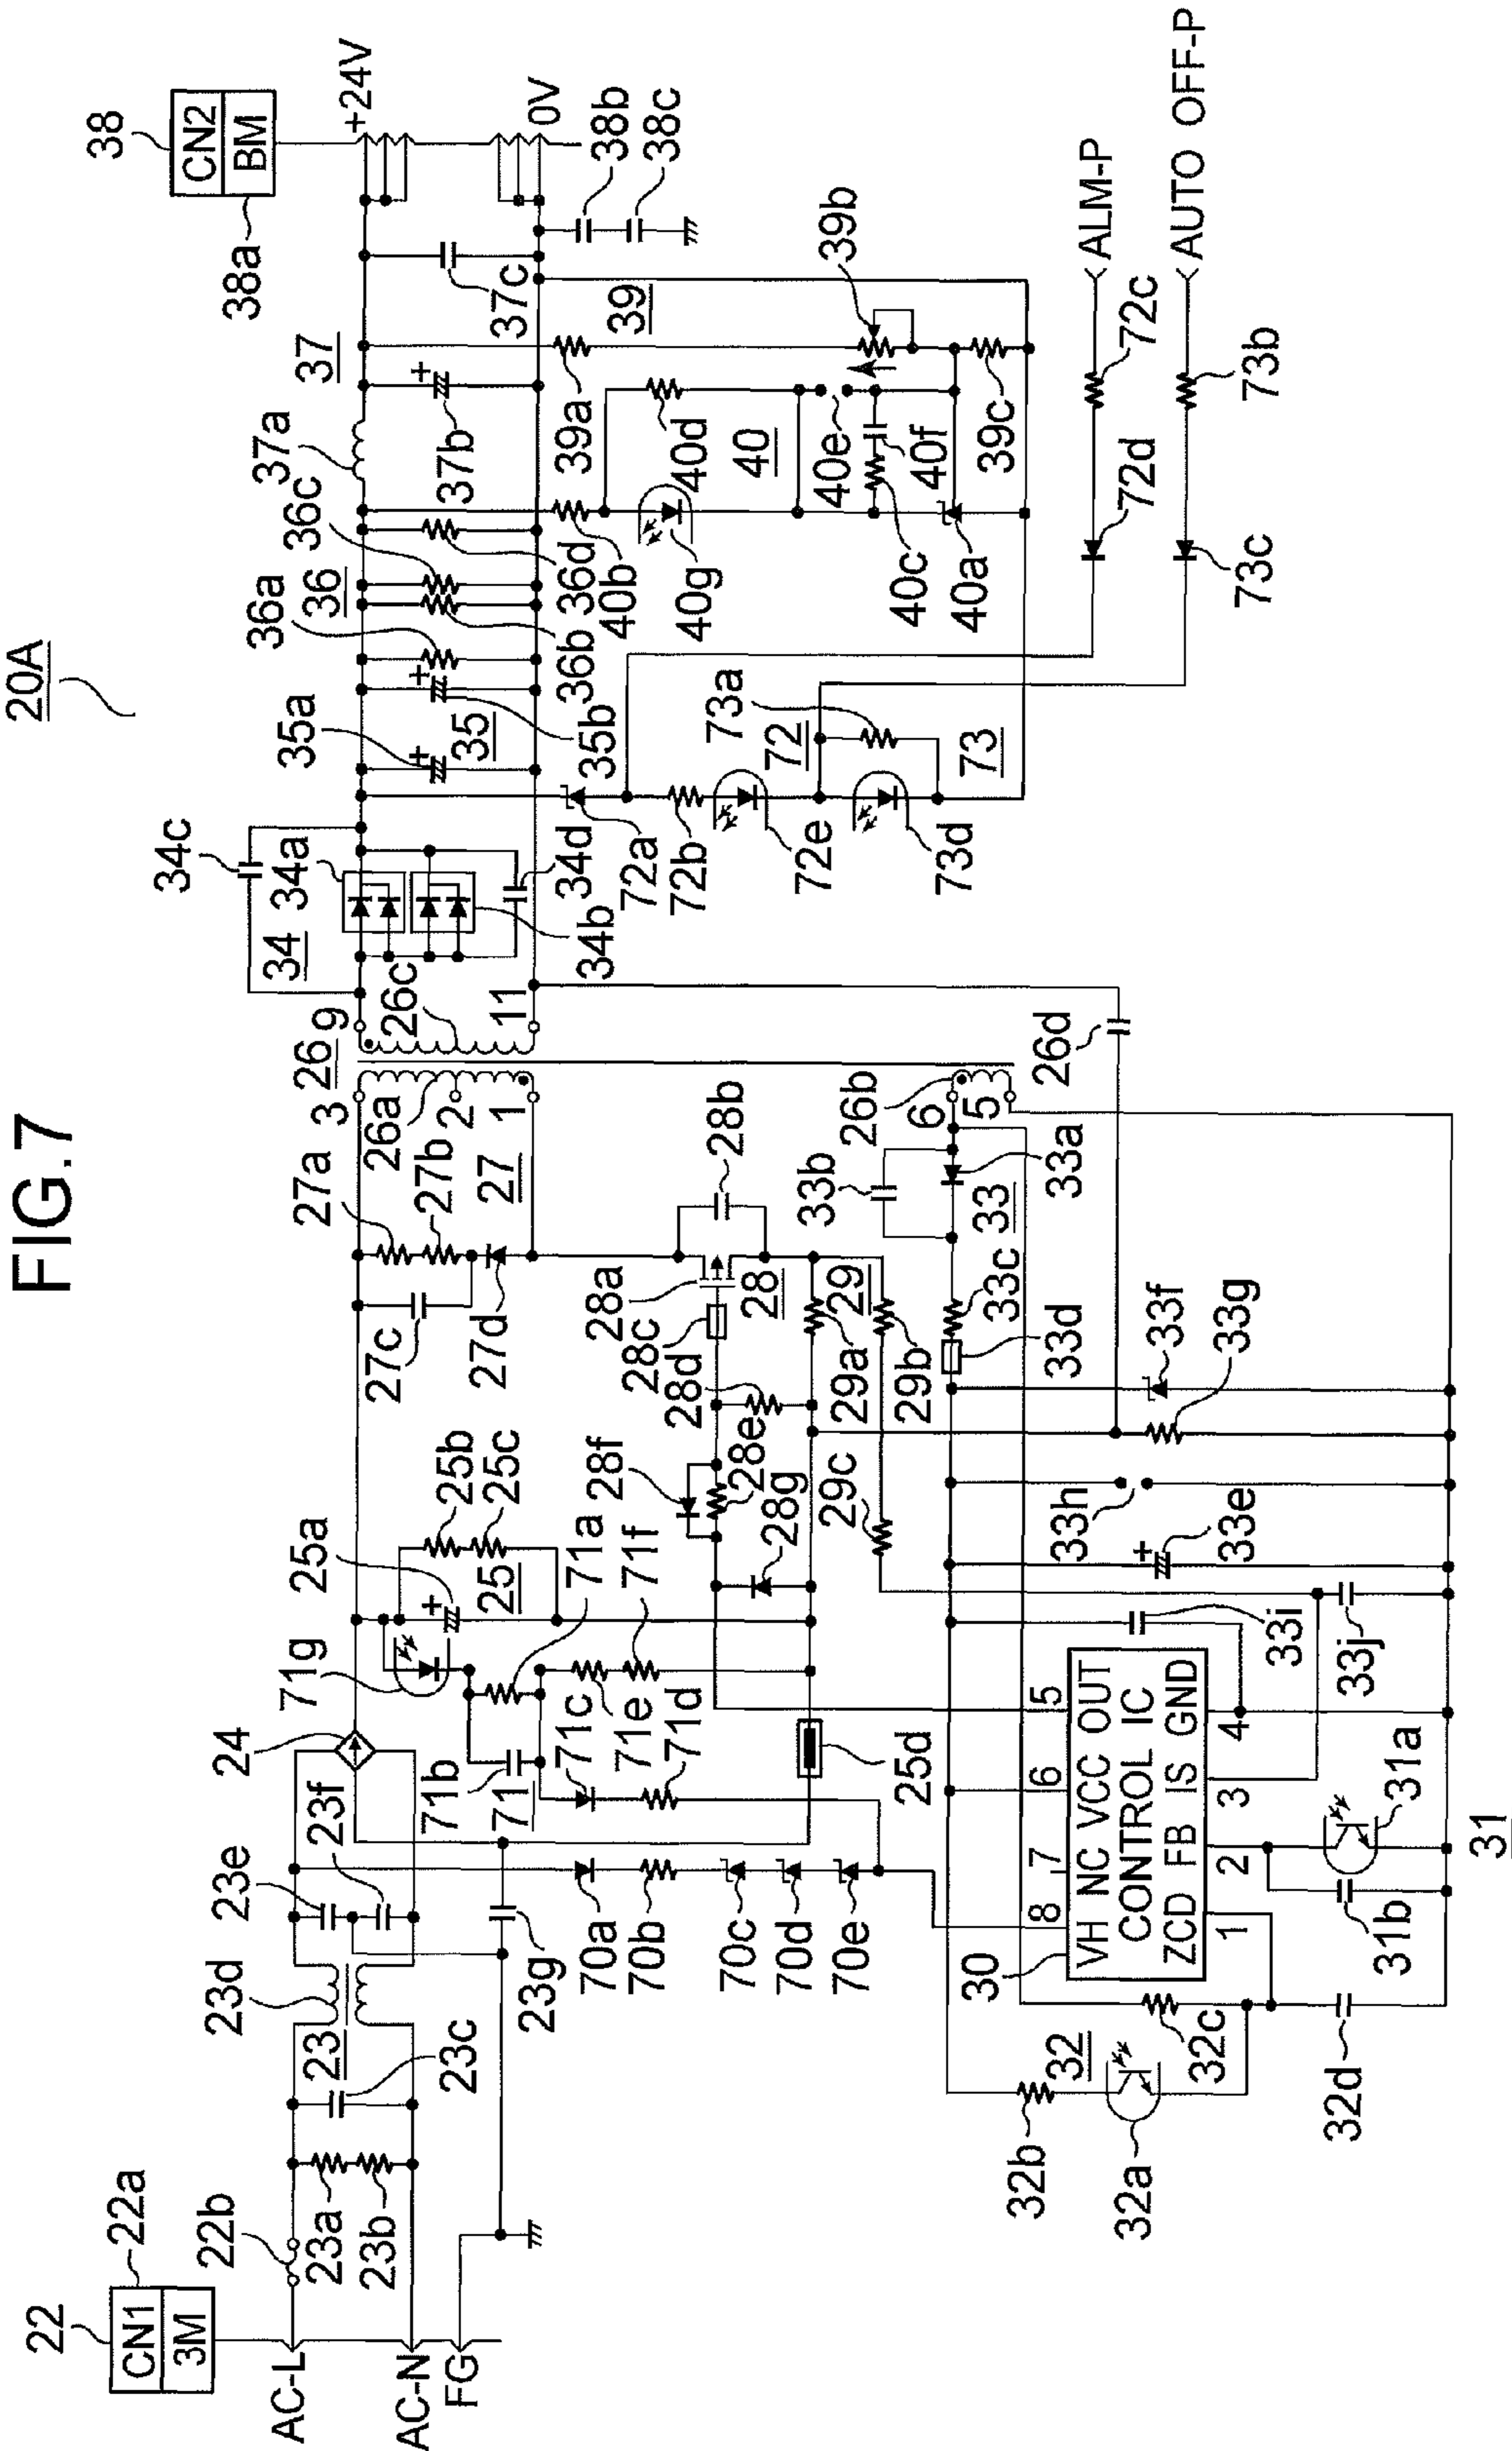 FIG.7
20A
22
CN1
3M
22a
AC-L
AC-N
FG
22b
23a
23b
23
23c
23d
23e
23f
23g
24
25a
25b
25c
25
25d
71g
71b
71
71a
71c
71e
71f
71d
70a
70b
70c
70d
70e
27a
27b
27c
27d
27
26
3
26a
2
1
9
26c
11
26b
6
5
26d
28a
28b
28
28c
28d
28e
28f
28g
29a
29
29b
29c
30
8
7
6
5
VH NC VCC OUT
CONTROL IC
ZCD FB IS GND
1
2
3
4
31a
31b
31
32
32a
32b
32c
32d
33b
33a
33
33c
33d
33f
33g
33h
33e
33i
33j
34c
34a
34
34b
34d
35a
35
35b
36a
36
36b
36c
36d
37a
37
37b
37c
38
CN2
BM
38a
+24V
0V
38b
38c
39
39a
39b
39c
40b
40g
40d
40
40e
40f
40c
40a
72a
72b
72
72e
73a
73
73d
72d
72c
ALM-P
73c
73b
AUTO OFF-P